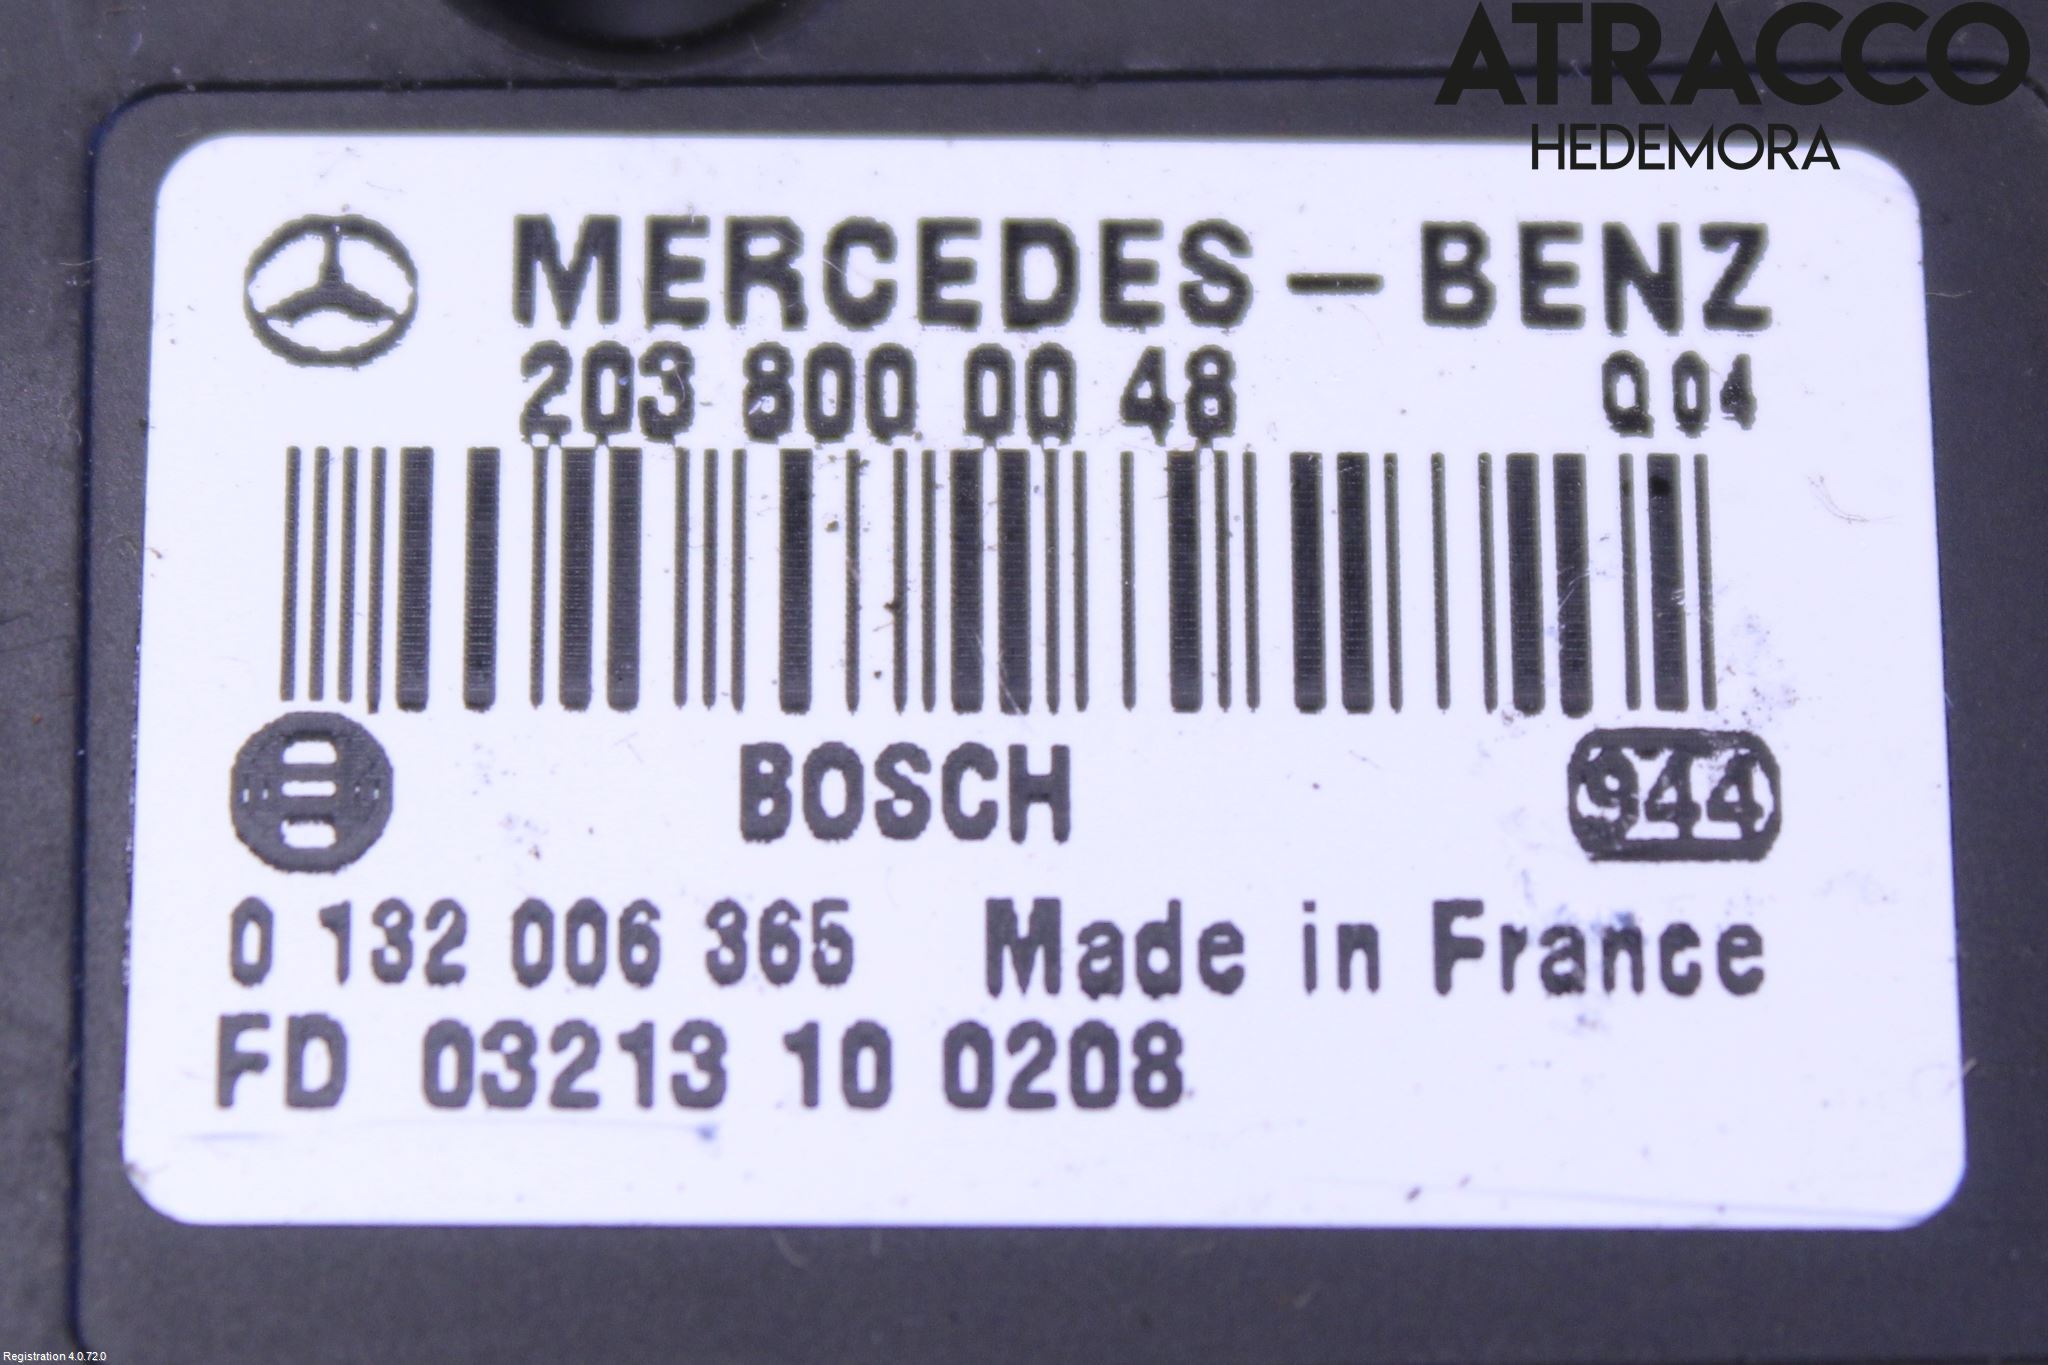 ATRACCO
HEDEMORA
MERCEDES-BENZ
203 800 00 48 Q 04
BOSCH 944
0 132 006 365 Made in France
FD 03213 10 0208
Registration 4.0.72.0